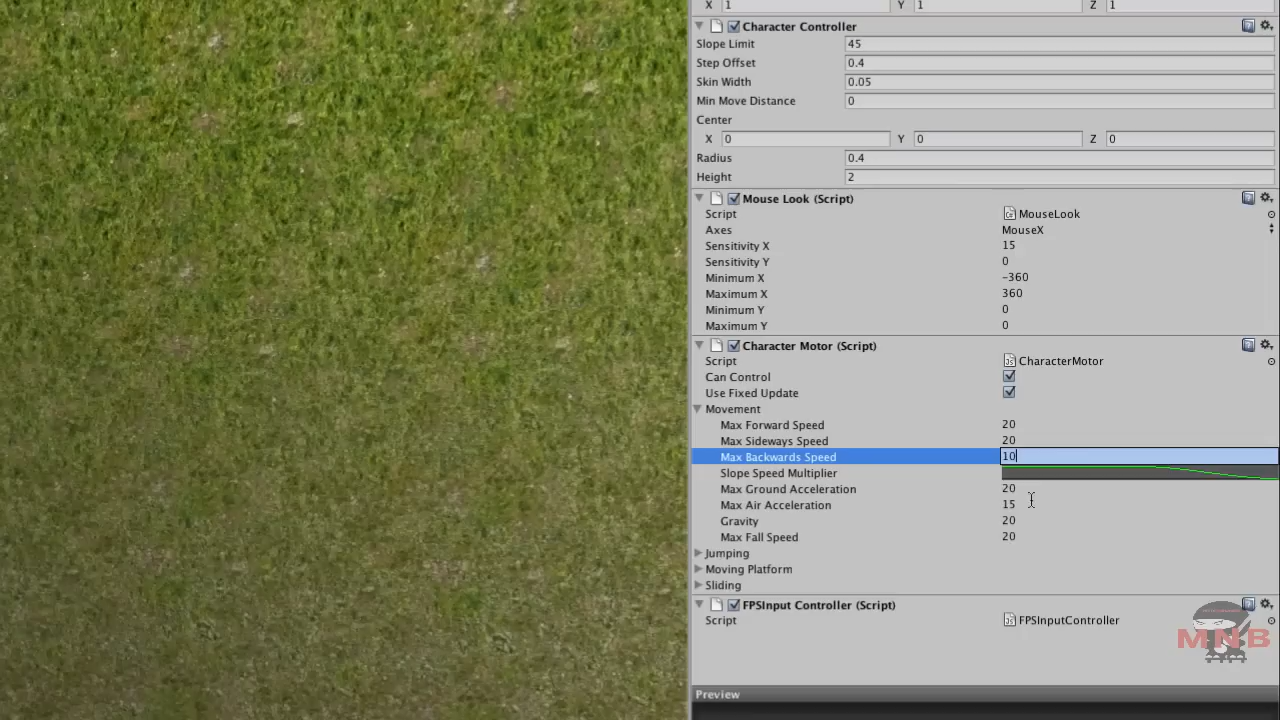 X 1 Y 1 Z 1
Character Controller
Slope Limit 45
Step Offset 0.4
Skin Width 0.05
Min Move Distance 0
Center
X 0 Y 0 Z 0
Radius 0.4
Height 2
Mouse Look (Script)
Script MouseLook
Axes MouseX
Sensitivity X 15
Sensitivity Y 0
Minimum X -360
Maximum X 360
Minimum Y 0
Maximum Y 0
Character Motor (Script)
Script CharacterMotor
Can Control
Use Fixed Update
Movement
Max Forward Speed 20
Max Sideways Speed 20
Max Backwards Speed 10
Slope Speed Multiplier
Max Ground Acceleration 20
Max Air Acceleration 15
Gravity 20
Max Fall Speed 20
Jumping
Moving Platform
Sliding
FPSInput Controller (Script)
Script FPSInputController
MNB
Preview